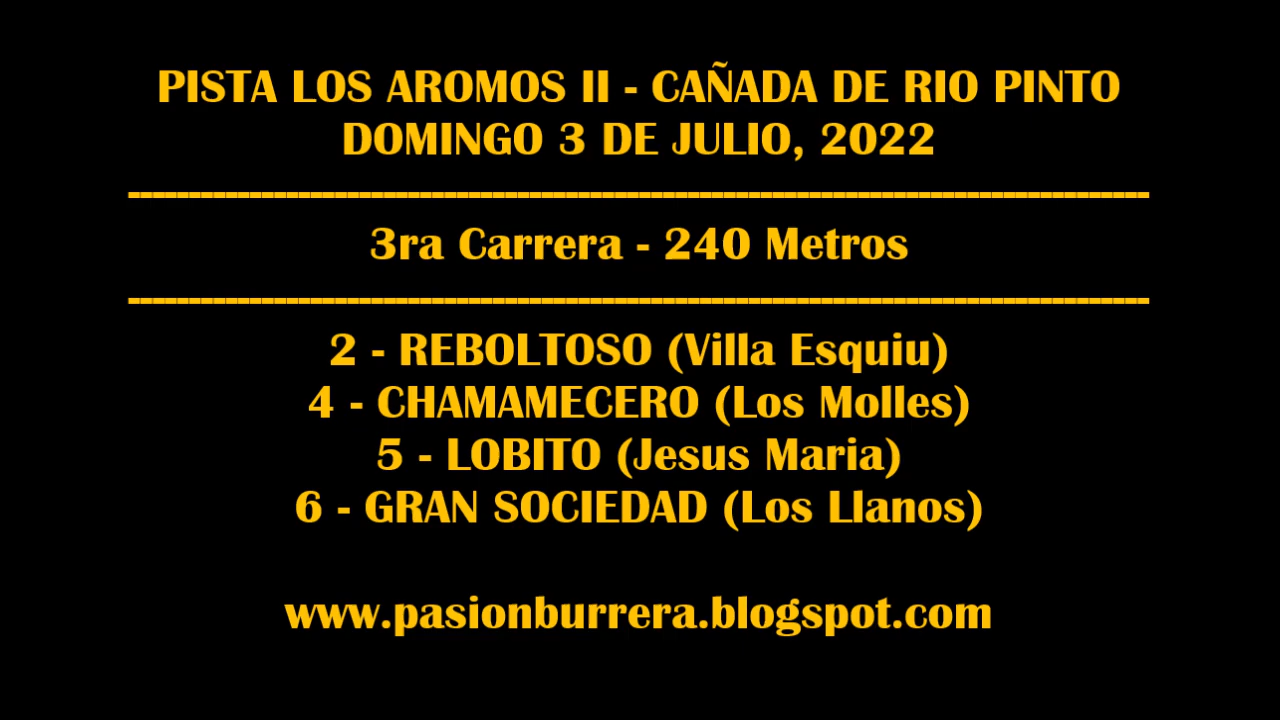 PISTA LOS AROMOS II - CAÑADA DE RIO PINTO
DOMINGO 3 DE JULIO, 2022
--------------------------------------------------------------------------------
3ra Carrera - 240 Metros
--------------------------------------------------------------------------------
2 - REBOLTOSO (Villa Esquiu)
4 - CHAMAMECERO (Los Molles)
5 - LOBITO (Jesus Maria)
6 - GRAN SOCIEDAD (Los Llanos)
www.pasionburrera.blogspot.com